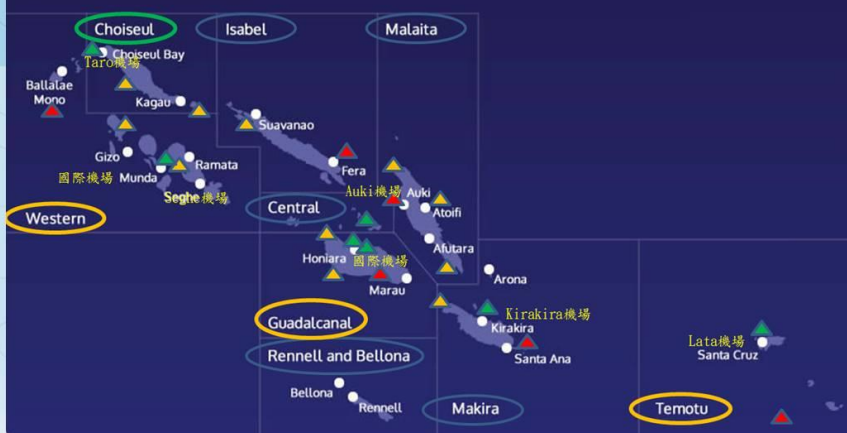 Choiseul
Isabel
Malaita
Choiseul Bay
Taro機場
Ballalae
Mono
Kagau
Suavanao
Gizo
Ramata
Fera
國際機場
Munda
Seghe機場
Seghe
Auki機場
Auki
Western
Central
Atoifi
Afutara
Honiara
國際機場
Marau
Arona
Guadalcanal
Kirakira機場
Kirakira
Lata機場
Santa Cruz
Santa Ana
Rennell and Bellona
Bellona
Rennell
Makira
Temotu